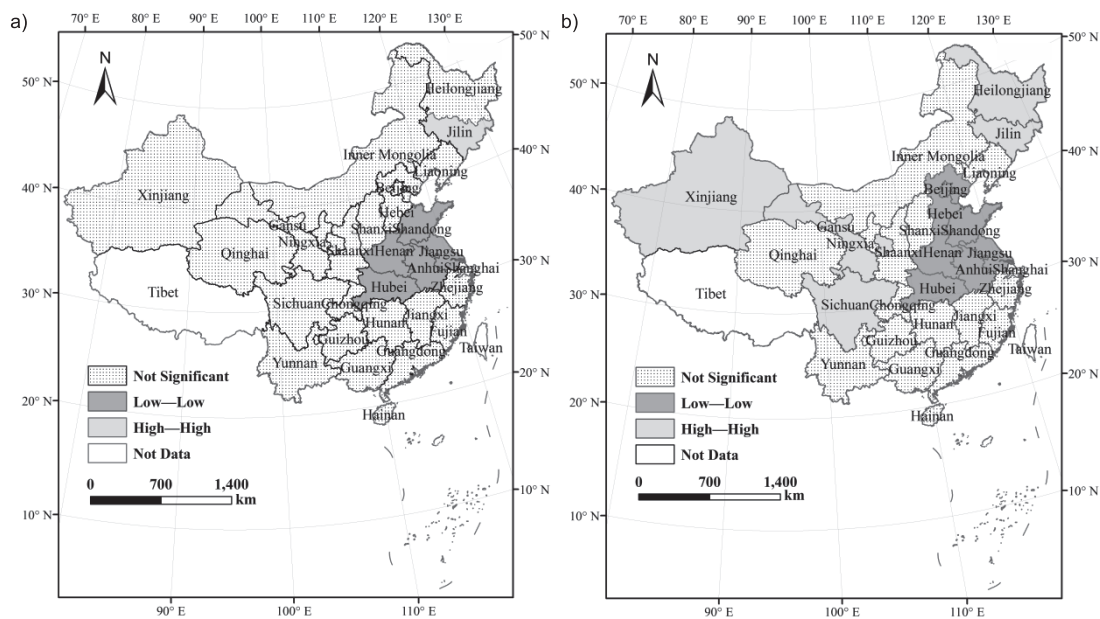 a)
70° E 80° E 90° E 100° E 110° E 120° E 130° E
50° N
40° N
30° N
20° N
10° N
50° N
40° N
30° N
20° N
10° N
90° E 100° E 110° E
N
Heilongjiang
Jilin
Inner Mongolia
Liaoning
Beijing
Xinjiang
Hebei
Gansu
Shanxi Shandong
Ningxia
Qinghai
Shaanxi Henan Jiangsu
Anhui Shanghai
Tibet
Hubei
Zhejiang
Sichuan Chongqing
Jiangxi
Hunan
Fujian
Guizhou
Guangdong
Taiwan
Yunnan
Guangxi
Hainan
Not Significant
Low—Low
High—High
Not Data
0 700 1,400
km
b)
70° E 80° E 90° E 100° E 110° E 120° E 130° E
50° N
40° N
30° N
20° N
10° N
50° N
40° N
30° N
20° N
10° N
90° E 100° E 110° E
N
Heilongjiang
Jilin
Inner Mongolia
Liaoning
Beijing
Xinjiang
Hebei
Gansu
Shanxi Shandong
Ningxia
Qinghai
Shaanxi Henan Jiangsu
Anhui Shanghai
Tibet
Hubei
Zhejiang
Sichuan Chongqing
Jiangxi
Hunan
Fujian
Guizhou
Guangdong
Taiwan
Yunnan
Guangxi
Hainan
Not Significant
Low—Low
High—High
Not Data
0 700 1,400
km